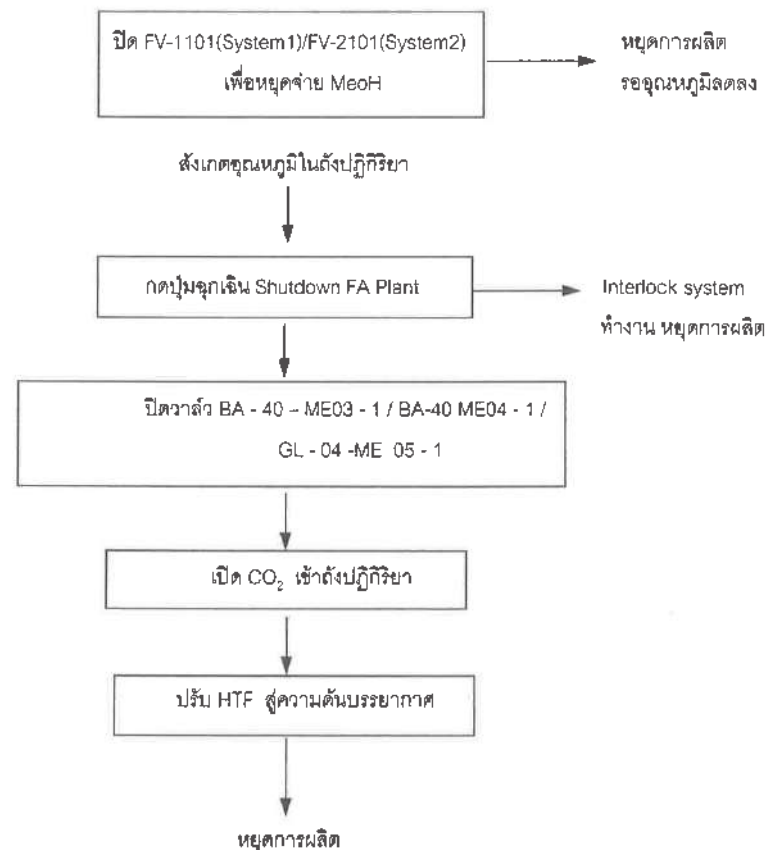 ปิด FV-1101(System1)/FV-2101(System2)
เพื่อหยุดจ่าย MeoH
หยุดการผลิต
รออุณหภูมิลดลง
สังเกตอุณหภูมิในถังปฏิกิริยา
กดปุ่มฉุกเฉิน Shutdown FA Plant
Interlock system
ทำงาน หยุดการผลิต
ปิดวาล์ว BA - 40 – ME03 - 1 / BA-40 ME04 - 1 /
GL - 04 -ME 05 - 1
เปิด CO₂ เข้าถังปฏิกิริยา
ปรับ HTF สู่ความดันบรรยากาศ
หยุดการผลิต